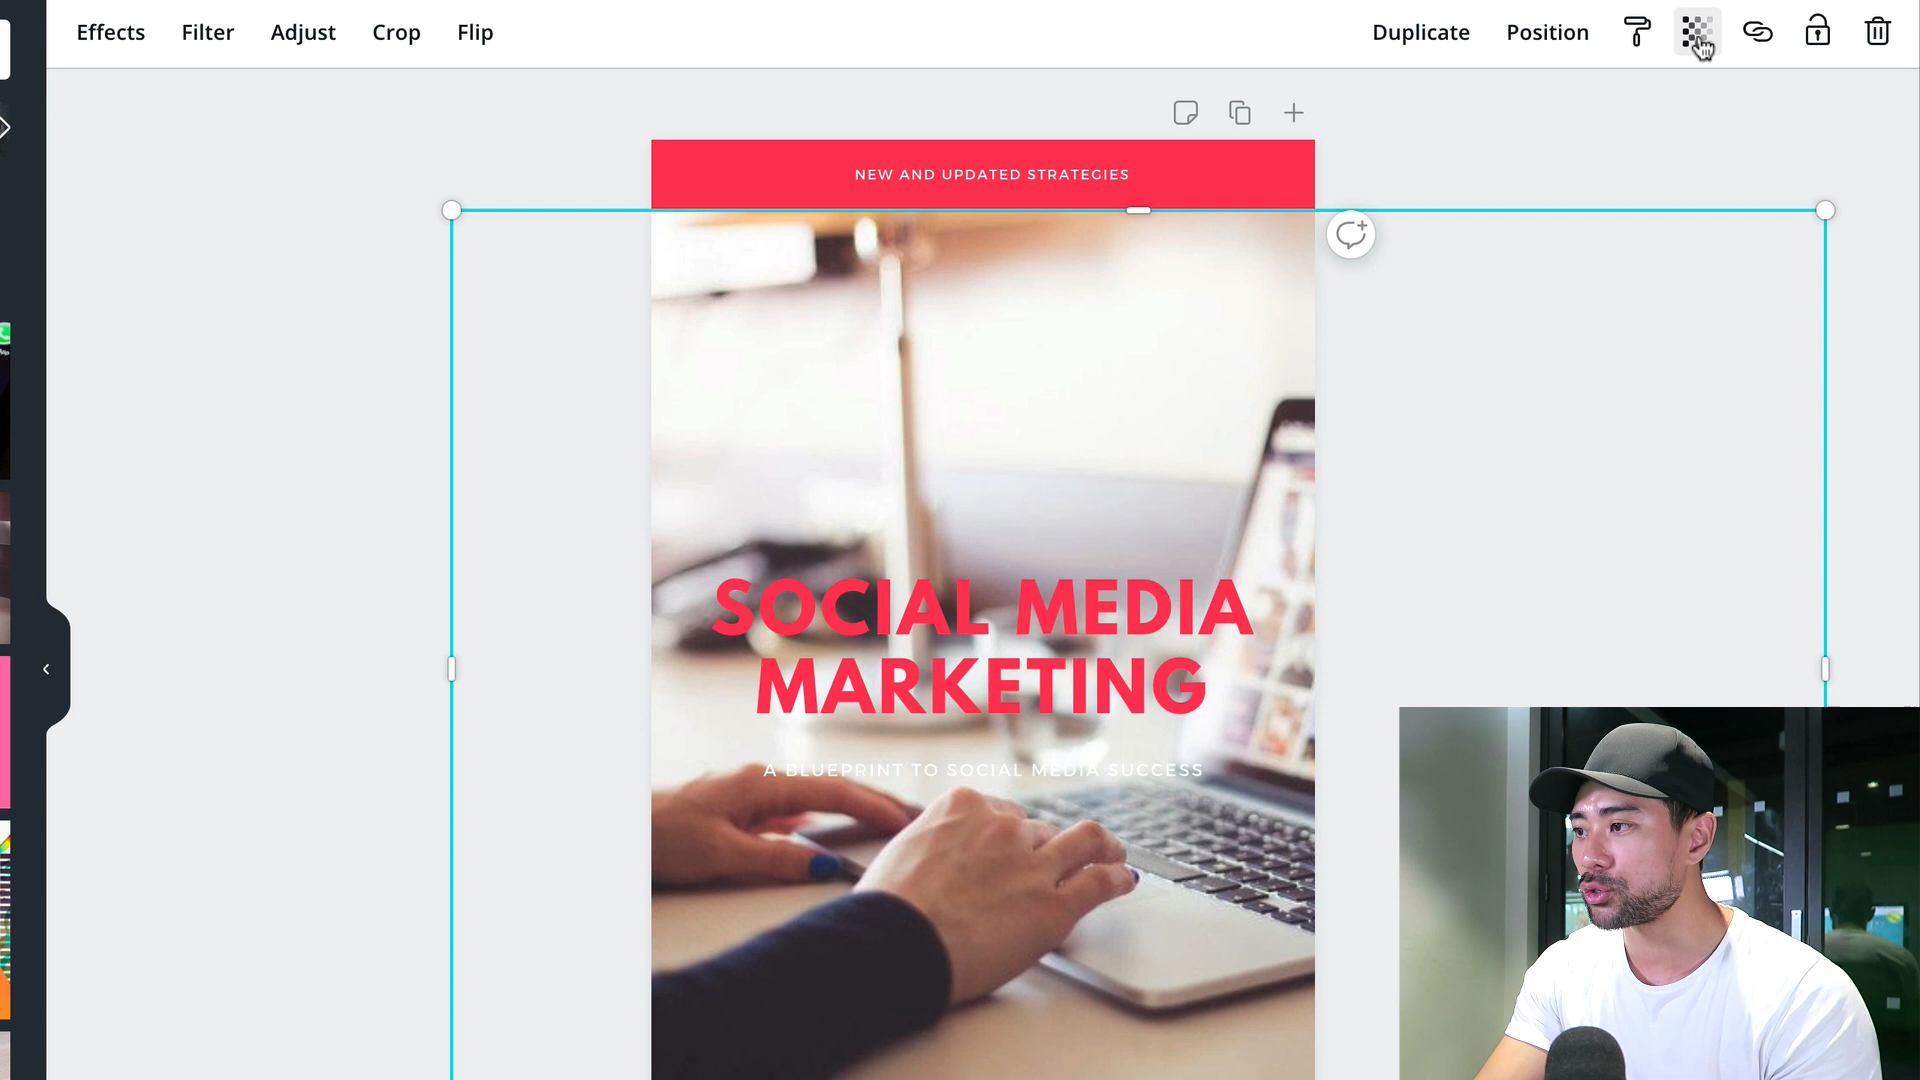 Effects Filter Adjust Crop Flip Duplicate Position
NEW AND UPDATED STRATEGIES
SOCIAL MEDIA
MARKETING
A BLUEPRINT TO SOCIAL MEDIA SUCCESS